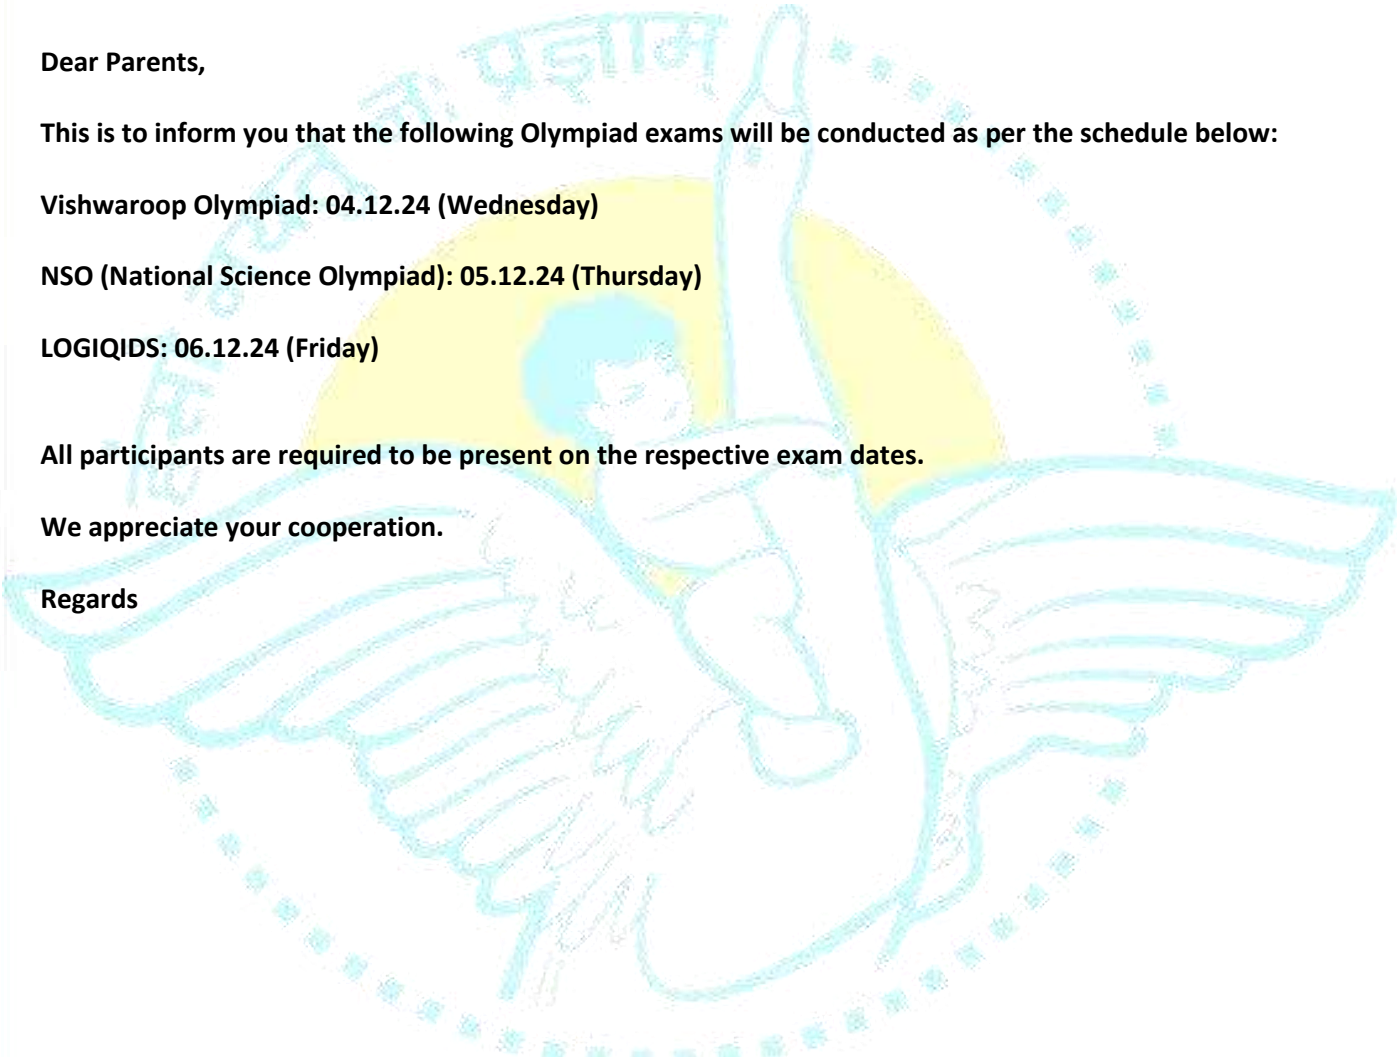 हंसा वयन ने पड़ाम
Dear Parents,
This is to inform you that the following Olympiad exams will be conducted as per the schedule below:
Vishwaroop Olympiad: 04.12.24 (Wednesday)
NSO (National Science Olympiad): 05.12.24 (Thursday)
LOGIQIDS: 06.12.24 (Friday)
All participants are required to be present on the respective exam dates.
We appreciate your cooperation.
Regards